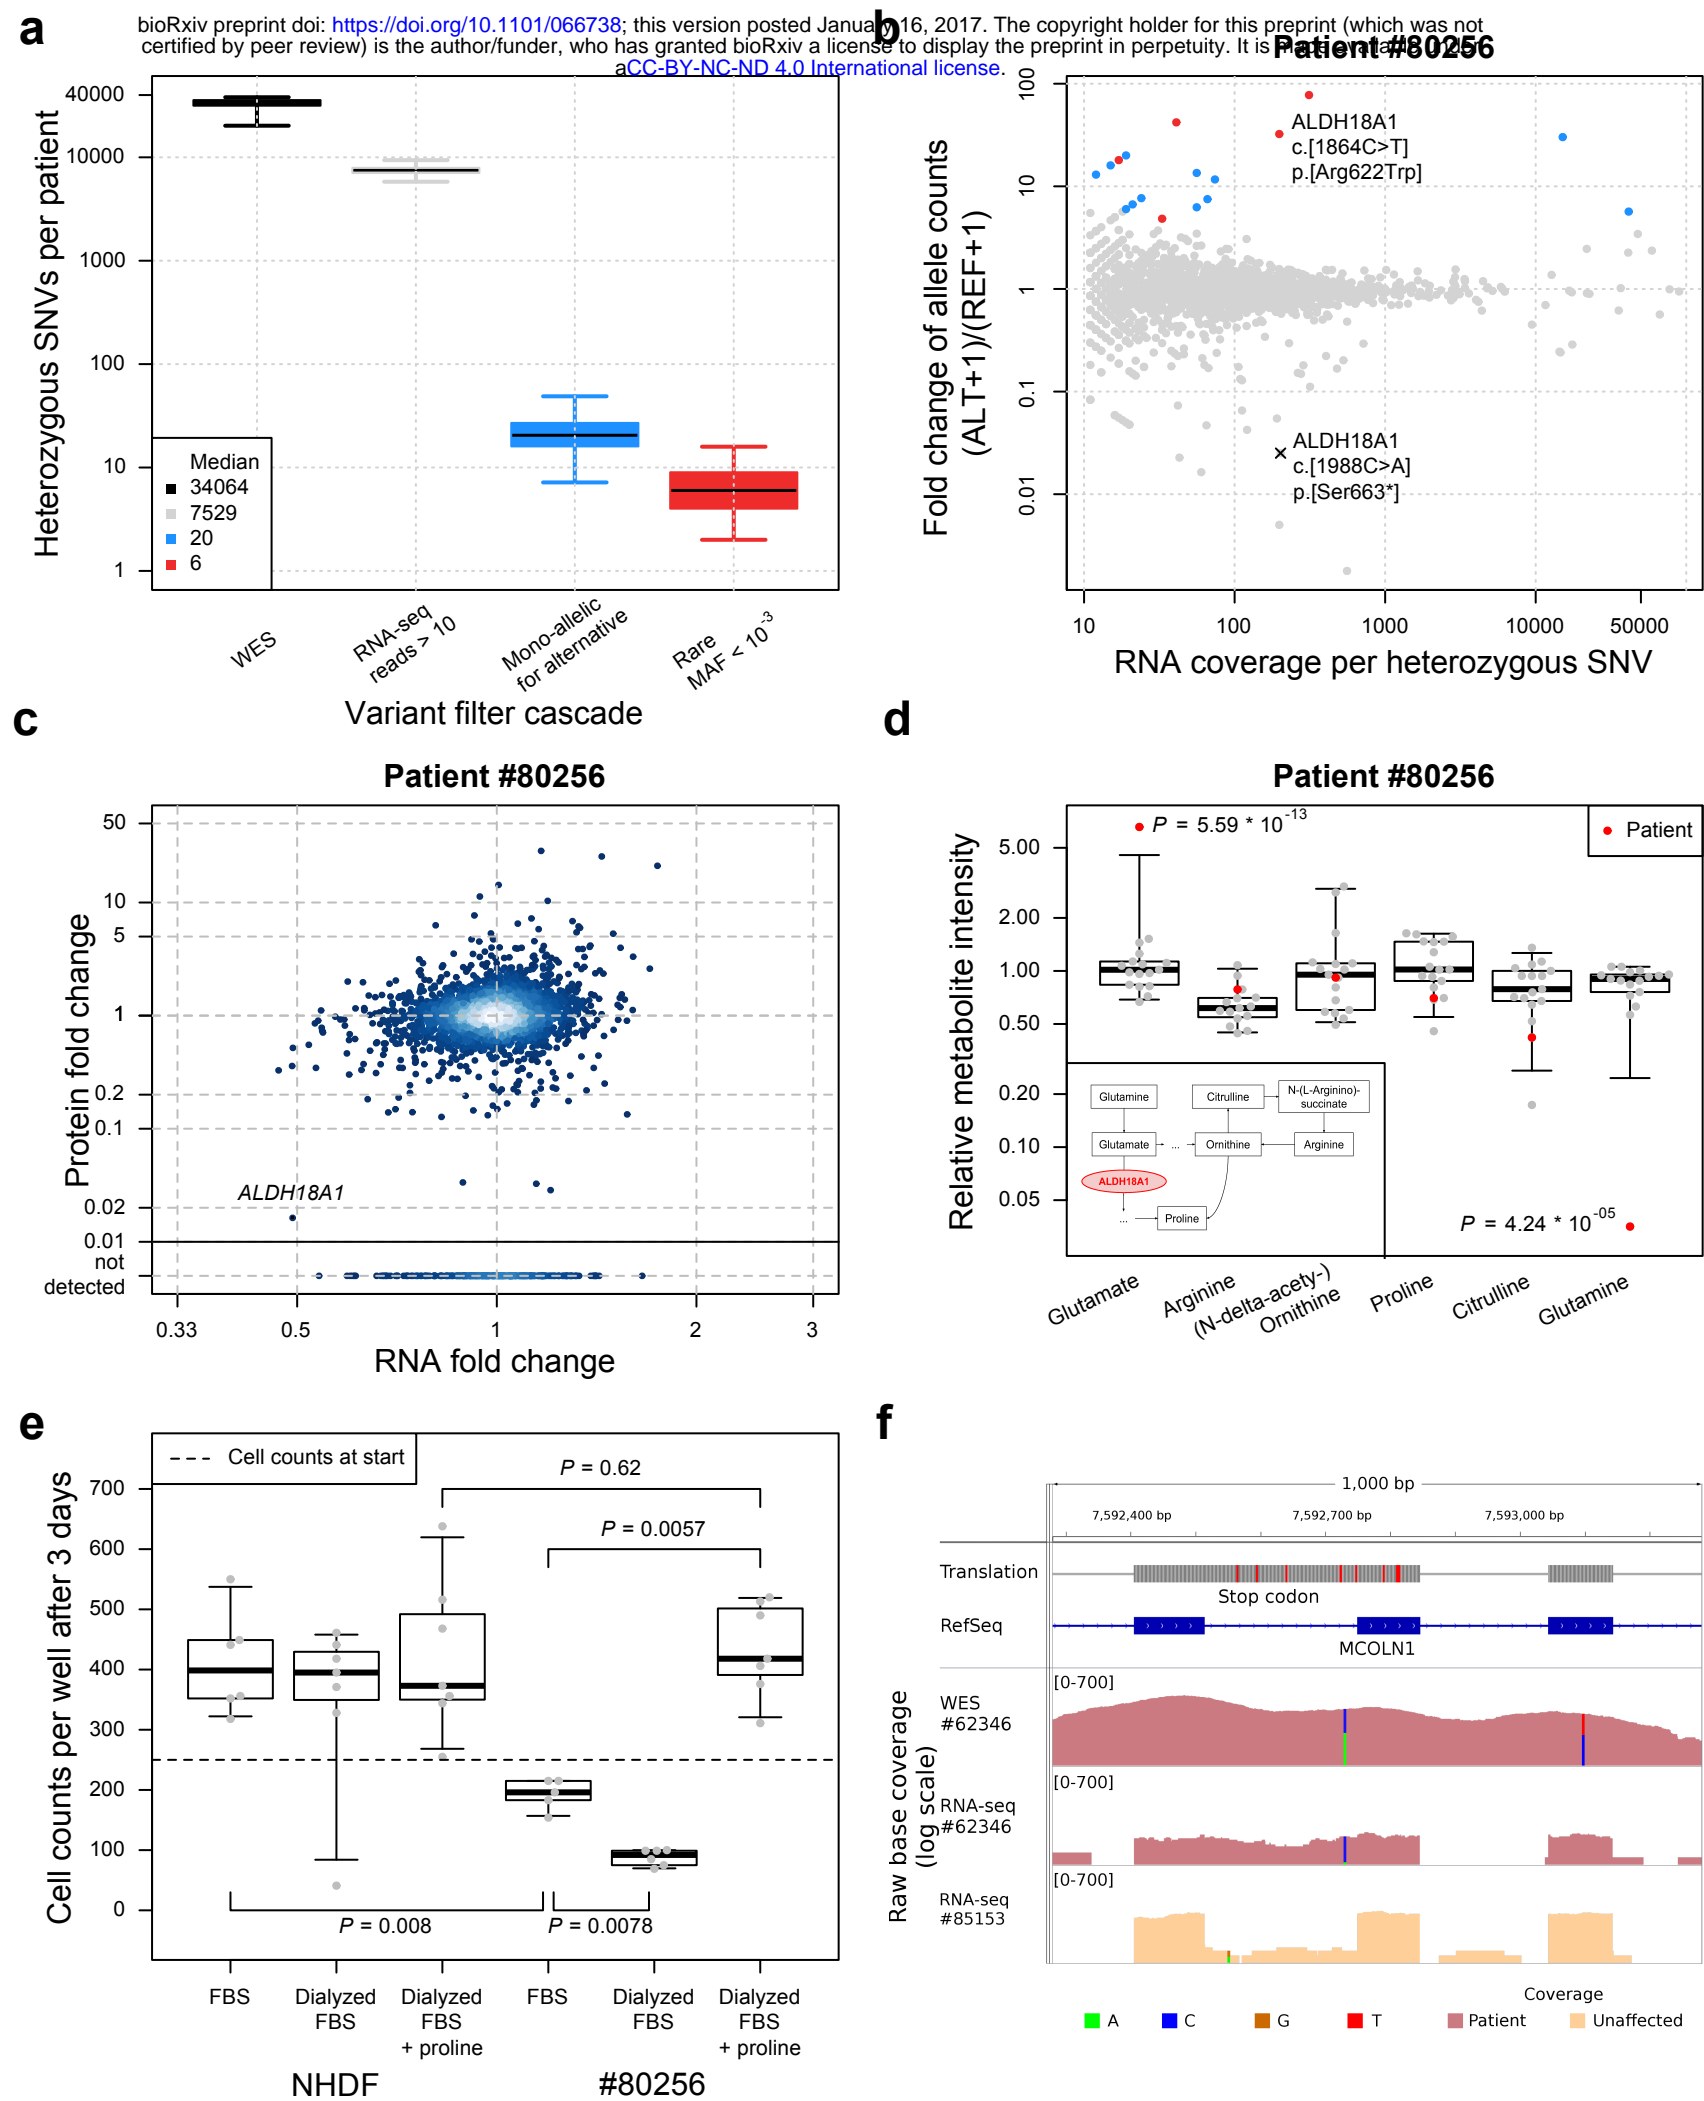 bioRxiv preprint doi: https://doi.org/10.1101/066738; this version posted January 16, 2017. The copyright holder for this preprint (which was not
certified by peer review) is the author/funder, who has granted bioRxiv a license to display the preprint in perpetuity. It is made available under
aCC-BY-NC-ND 4.0 International license.
a
Heterozygous SNVs per patient
40000
10000
1000
100
10
1
Median
34064
7529
20
6
WES
RNA-seq
reads > 10
Mono-allelic
for alternative
Rare
MAF < 10-3
Variant filter cascade
b
Patient #80256
Fold change of allele counts
(ALT+1)/(REF+1)
100
10
1
0.1
0.01
ALDH18A1
c.[1864C>T]
p.[Arg622Trp]
ALDH18A1
c.[1988C>A]
p.[Ser663*]
10
100
1000
10000
50000
RNA coverage per heterozygous SNV
c
Patient #80256
Protein fold change
50
10
5
1
0.2
0.1
0.02
0.01
not
detected
ALDH18A1
0.33
0.5
1
2
3
RNA fold change
d
Patient #80256
Relative metabolite intensity
5.00
2.00
1.00
0.50
0.20
0.10
0.05
P = 5.59 * 10-13
Patient
P = 4.24 * 10-05
Glutamine
Citrulline
N-(L-Arginino)-
succinate
Glutamate
...
Ornithine
Arginine
ALDH18A1
...
Proline
Glutamate
Arginine
(N-delta-acety-)
Ornithine
Proline
Citrulline
Glutamine
e
Cell counts per well after 3 days
Cell counts at start
700
600
500
400
300
200
100
0
P = 0.62
P = 0.0057
P = 0.008
P = 0.0078
FBS
Dialyzed
FBS
Dialyzed
FBS
+ proline
FBS
Dialyzed
FBS
Dialyzed
FBS
+ proline
NHDF
#80256
f
1,000 bp
7,592,400 bp
7,592,700 bp
7,593,000 bp
Translation
Stop codon
RefSeq
MCOLN1
Raw base coverage
(log scale)
[0-700]
WES
#62346
[0-700]
RNA-seq
#62346
[0-700]
RNA-seq
#85153
Coverage
A
C
G
T
Patient
Unaffected